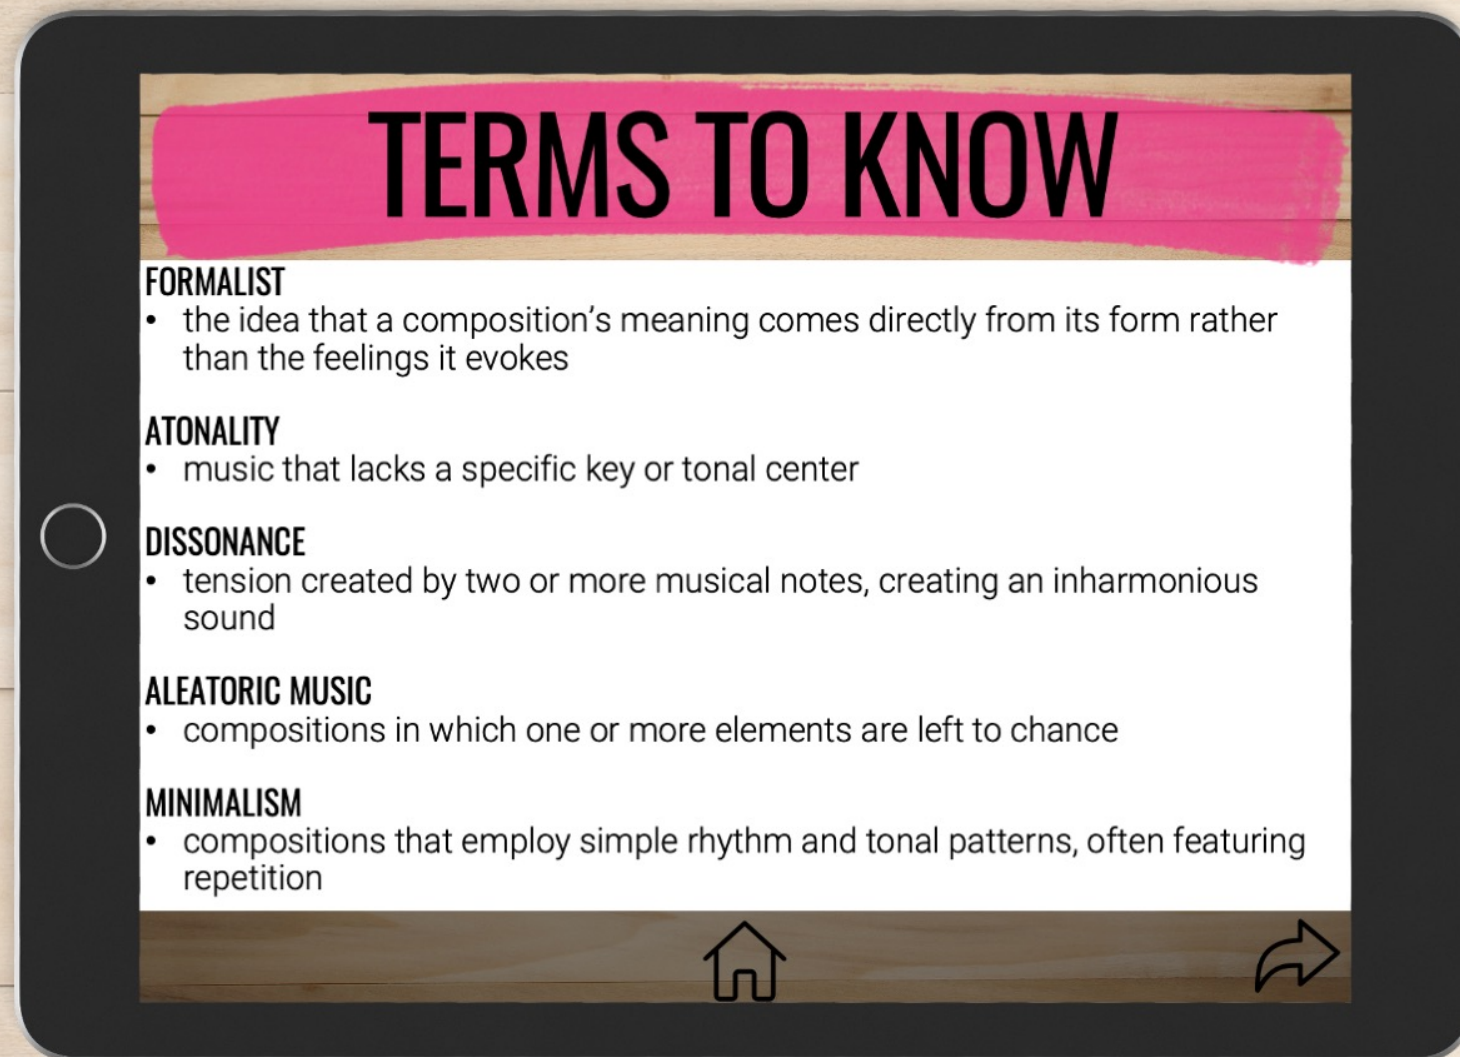 TERMS TO KNOW
FORMALIST
• the idea that a composition's meaning comes directly from its form rather
than the feelings it evokes
ATONALITY
• music that lacks a specific key or tonal center
DISSONANCE
• tension created by two or more musical notes, creating an inharmonious
sound
ALEATORIC MUSIC
• compositions in which one or more elements are left to chance
MINIMALISM
• compositions that employ simple rhythm and tonal patterns, often featuring
repetition